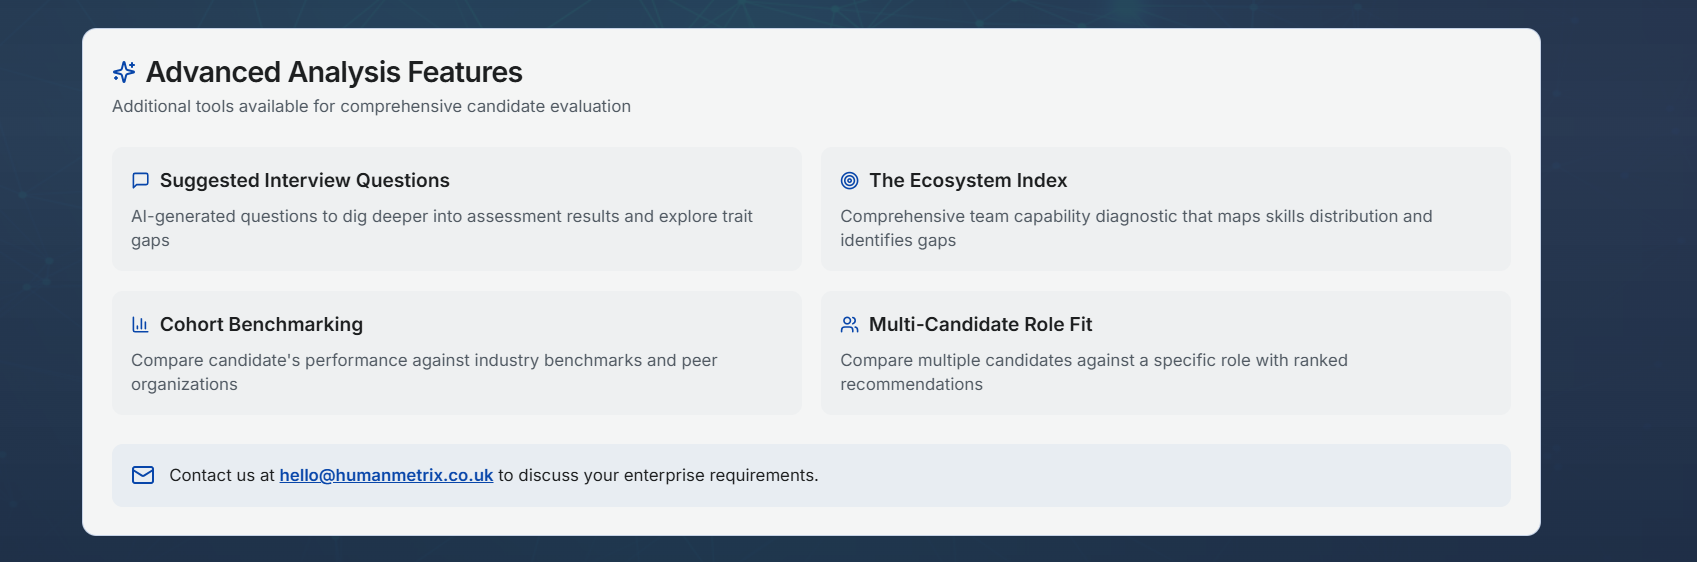 Advanced Analysis Features
Additional tools available for comprehensive candidate evaluation
Suggested Interview Questions
AI-generated questions to dig deeper into assessment results and explore trait
gaps
The Ecosystem Index
Comprehensive team capability diagnostic that maps skills distribution and
identifies gaps
Cohort Benchmarking
Compare candidate's performance against industry benchmarks and peer
organizations
Multi-Candidate Role Fit
Compare multiple candidates against a specific role with ranked
recommendations
Contact us at hello@humanmetrix.co.uk to discuss your enterprise requirements.